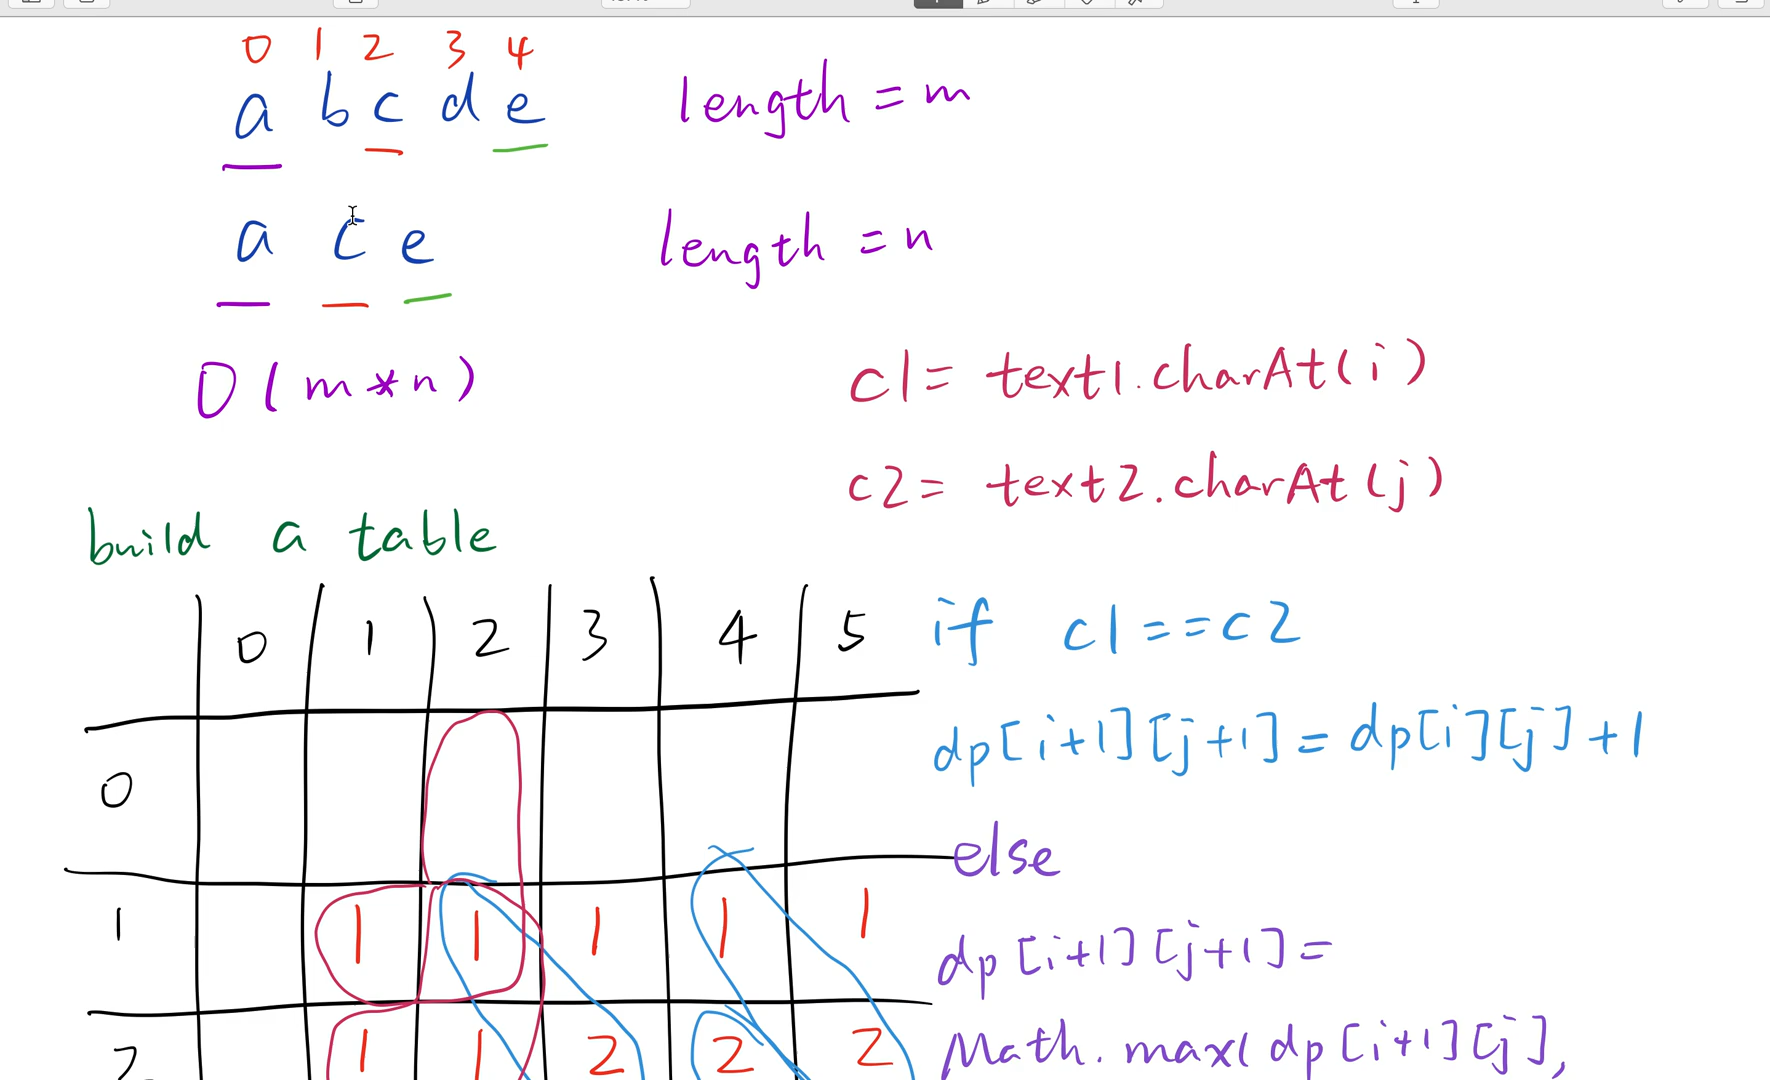 0 1 2 3 4
a b c d e length = m
a c e length = n
O(m*n)
c1= text1.charAt(i)
c2= text2.charAt(j)
build a table
0 1 2 3 4 5
if c1==c2
dp[i+1][j+1]=dp[i][j]+1
0
else
1 1 1 1 1 1
dp[i+1][j+1]=
2 1 1 2 2 2
Math.max(dp[i+1][j],